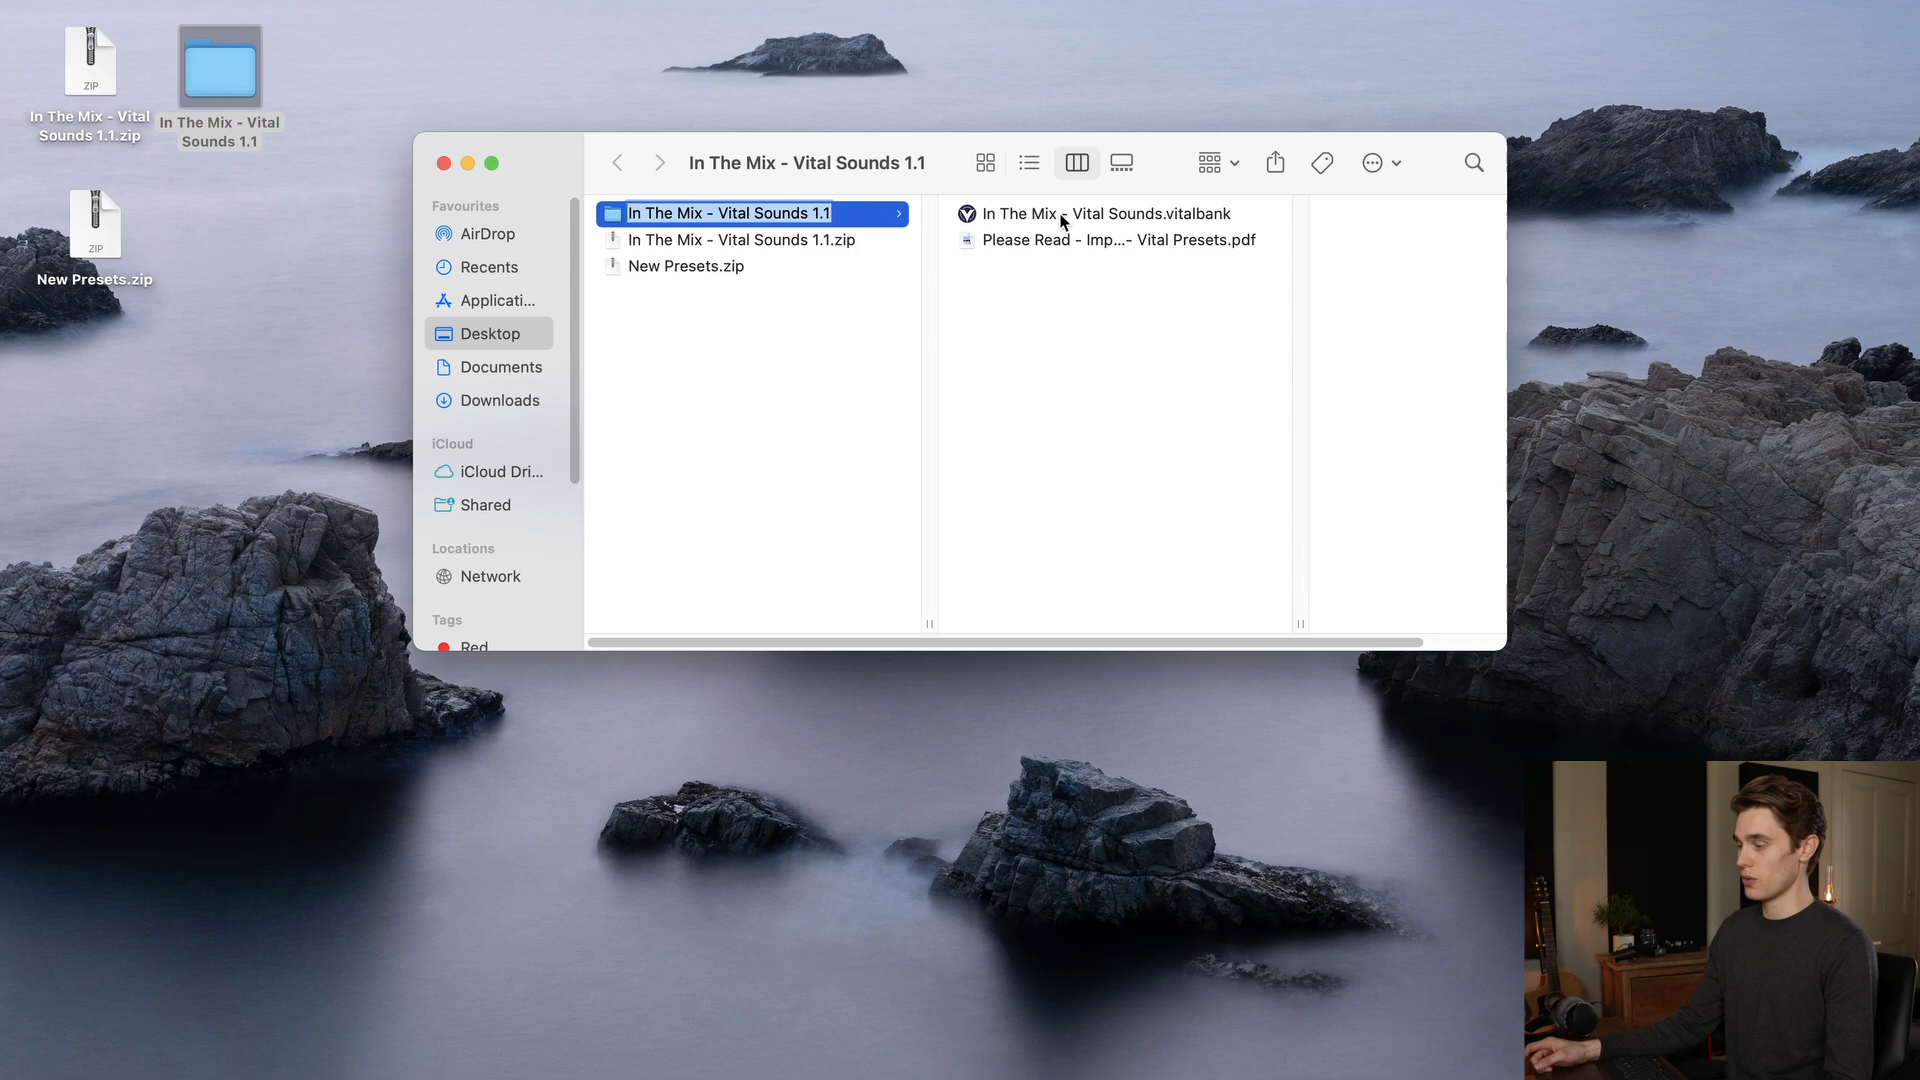 ZIP
In The Mix - Vital
Sounds 1.1.zip
In The Mix - Vital
Sounds 1.1
ZIP
New Presets.zip
In The Mix - Vital Sounds 1.1
Favourites
AirDrop
Recents
Applicati...
Desktop
Documents
Downloads
iCloud
iCloud Dri...
Shared
Locations
Network
Tags
Red
In The Mix - Vital Sounds 1.1
In The Mix - Vital Sounds 1.1.zip
New Presets.zip
In The Mix - Vital Sounds.vitalbank
Please Read - Imp...- Vital Presets.pdf